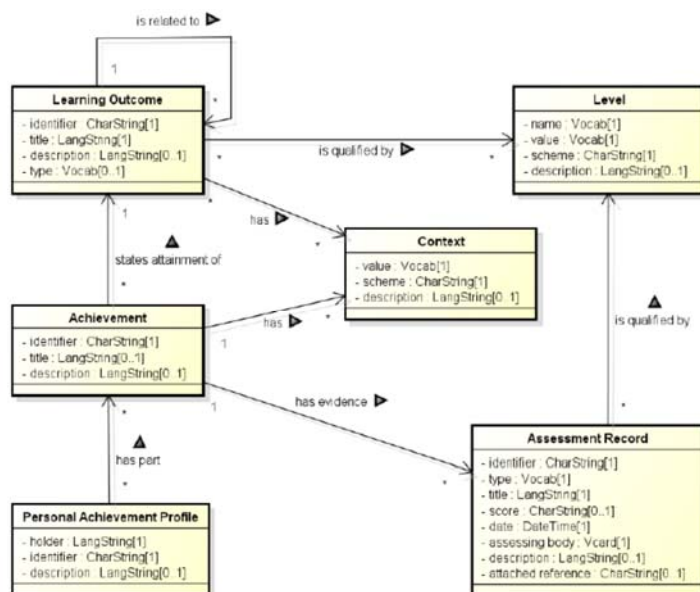 is related to
1
*
Learning Outcome
- identifier : CharString[1]
- title : LangString[1]
- description : LangString[0..1]
- type : Vocab[0..1]
*
is qualified by
*
Level
- name : Vocab[1]
- value : Vocab[1]
- scheme : CharString[1]
- description : LangString[0..1]
*
has
*
Context
- value : Vocab[1]
- scheme : CharString[1]
- description : LangString[0..1]
1
states attainment of
*
Achievement
- identifier : CharString[1]
- title : LangString[0..1]
- description : LangString[0..1]
1
has
*
is qualified by
*
*
1
has evidence
*
has part
*
Personal Achievement Profile
- holder : LangString[1]
- identifier : CharString[1]
- description : LangString[0..1]
*
Assessment Record
- identifier : CharString[1]
- type : Vocab[1]
- title : LangString[1]
- score : CharString[0..1]
- date : DateTime[1]
- assessing body : Vcard[1]
- description : LangString[0..1]
- attached reference : CharString[0..1]